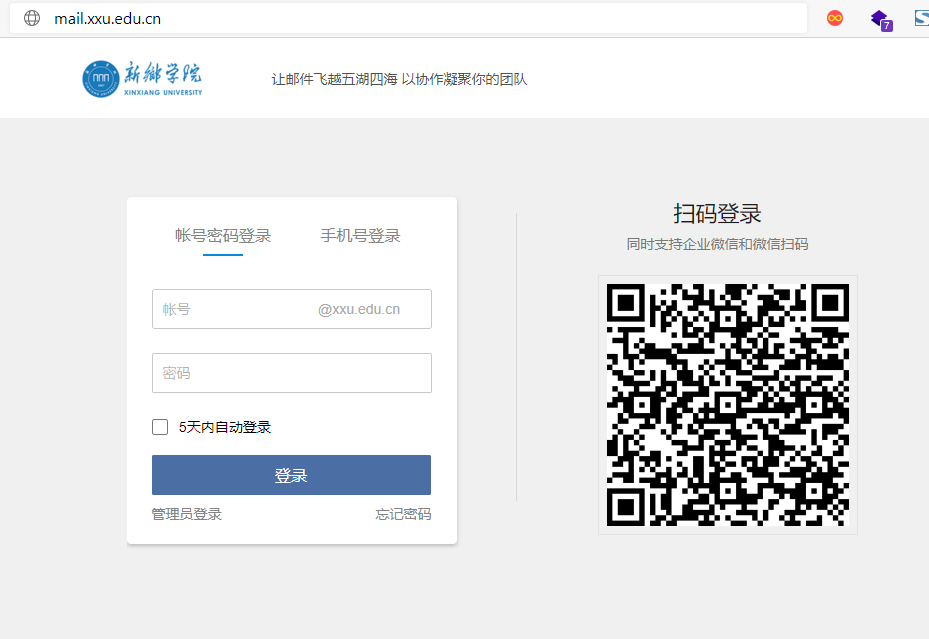 mail.xxu.edu.cn
7
新乡学院
XINXIANG UNIVERSITY
让邮件飞越五湖四海 以协作凝聚你的团队
帐号密码登录 手机号登录
帐号 @xxu.edu.cn
密码
5天内自动登录
登录
管理员登录 忘记密码
扫码登录
同时支持企业微信和微信扫码